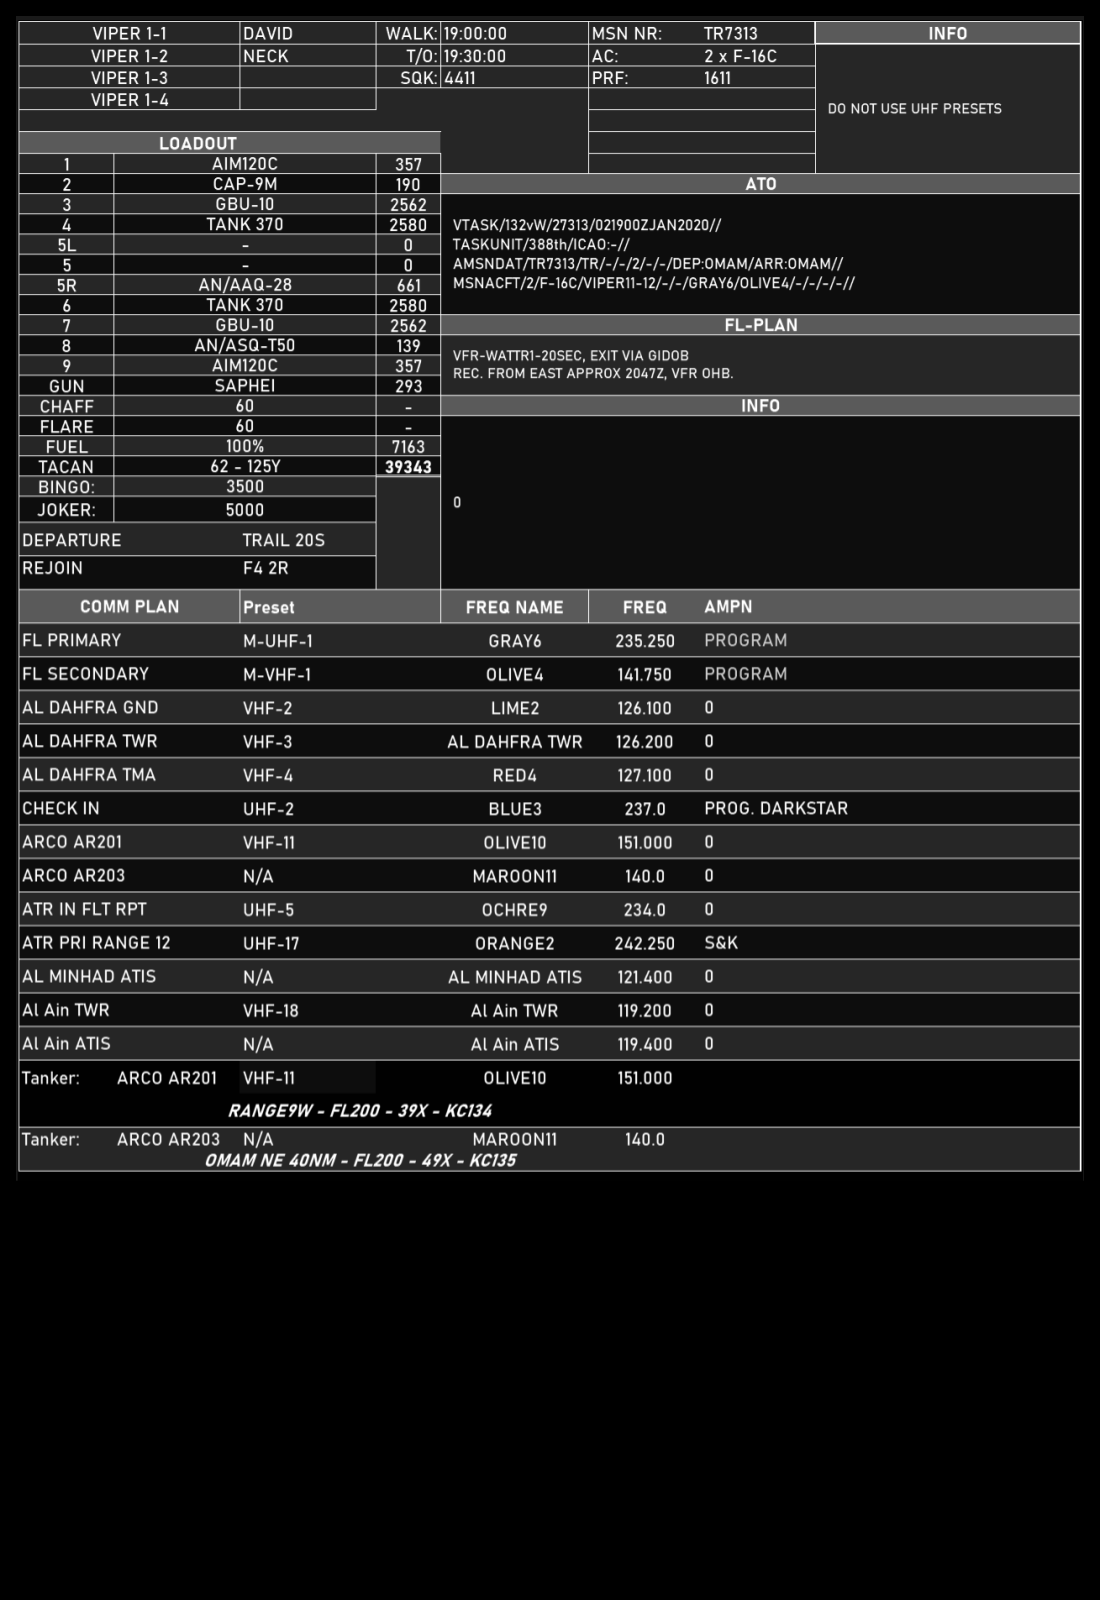 VIPER 1-1 DAVID WALK: 19:00:00 MSN NR: TR7313 INFO
VIPER 1-2 NECK T/O: 19:30:00 AC: 2 x F-16C
VIPER 1-3 SQK: 4411 PRF: 1611
VIPER 1-4
DO NOT USE UHF PRESETS
LOADOUT
1 AIM120C 357
2 CAP-9M 190
3 GBU-10 2562
4 TANK 370 2580
5L - 0
5 - 0
5R AN/AAQ-28 661
6 TANK 370 2580
7 GBU-10 2562
8 AN/ASQ-T50 139
9 AIM120C 357
GUN SAPHEI 293
CHAFF 60 -
FLARE 60 -
FUEL 100% 7163
TACAN 62 - 125Y 39343
BINGO: 3500
JOKER: 5000
DEPARTURE TRAIL 20S
REJOIN F4 2R
ATO
VTASK/132vW/27313/021900ZJAN2020//
TASKUNIT/388th/ICAO:-//
AMSNDAT/TR7313/TR/-/-/2/-/-/DEP:OMAM/ARR:OMAM//
MSNACFT/2/F-16C/VIPER11-12/-/-/GRAY6/OLIVE4/-/-/-/-//
FL-PLAN
VFR-WATTR1-20SEC, EXIT VIA GIDOB
REC. FROM EAST APPROX 2047Z, VFR OHB.
INFO
0
COMM PLAN Preset FREQ NAME FREQ AMPN
FL PRIMARY M-UHF-1 GRAY6 235.250 PROGRAM
FL SECONDARY M-VHF-1 OLIVE4 141.750 PROGRAM
AL DAHFRA GND VHF-2 LIME2 126.100 0
AL DAHFRA TWR VHF-3 AL DAHFRA TWR 126.200 0
AL DAHFRA TMA VHF-4 RED4 127.100 0
CHECK IN UHF-2 BLUE3 237.0 PROG. DARKSTAR
ARCO AR201 VHF-11 OLIVE10 151.000 0
ARCO AR203 N/A MAROON11 140.0 0
ATR IN FLT RPT UHF-5 OCHRE9 234.0 0
ATR PRI RANGE 12 UHF-17 ORANGE2 242.250 S&K
AL MINHAD ATIS N/A AL MINHAD ATIS 121.400 0
Al Ain TWR VHF-18 Al Ain TWR 119.200 0
Al Ain ATIS N/A Al Ain ATIS 119.400 0
Tanker: ARCO AR201 VHF-11 OLIVE10 151.000
RANGE9W - FL200 - 39X - KC134
Tanker: ARCO AR203 N/A MAROON11 140.0
OMAM NE 40NM - FL200 - 49X - KC135